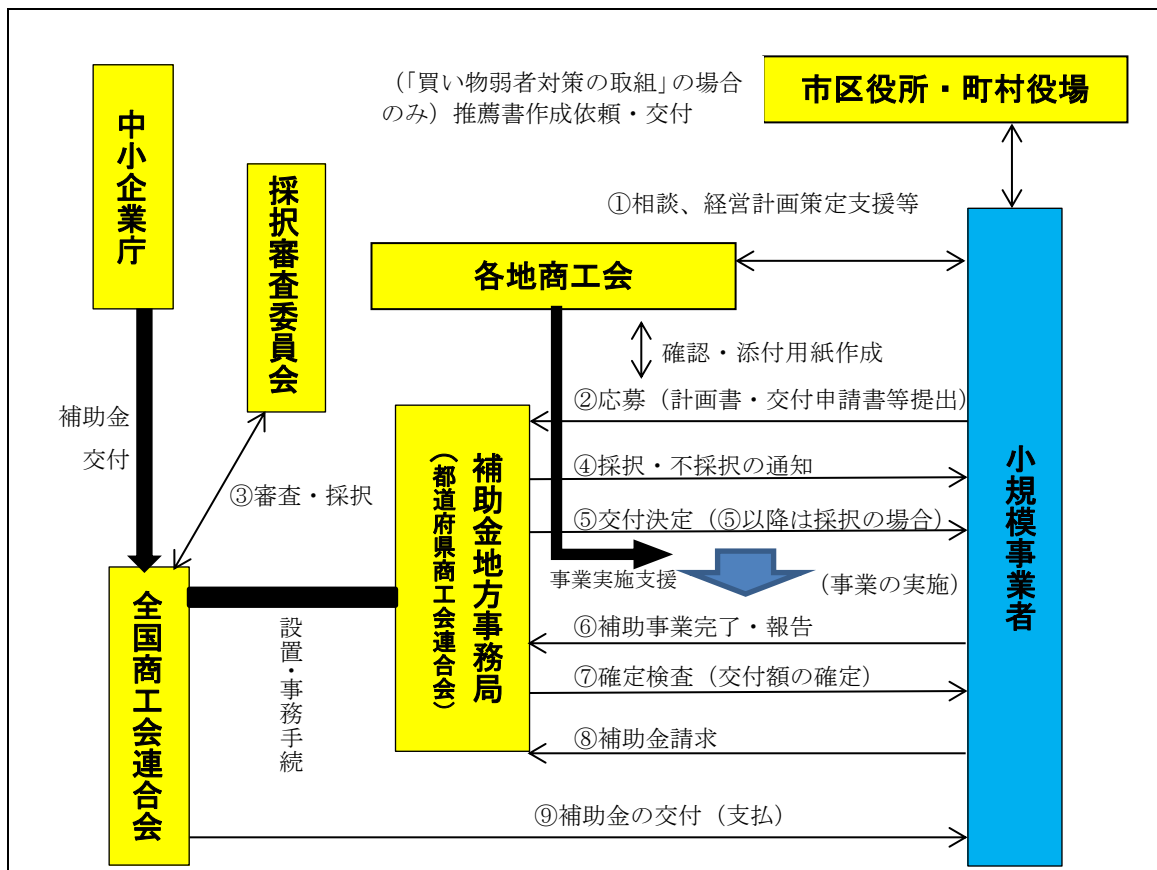 （「買い物弱者対策の取組」の場合
のみ）推薦書作成依頼・交付
市区役所・町村役場
中小企業庁
採択審査委員会
①相談、経営計画策定支援等
各地商工会
確認・添付用紙作成
補助金
交付
②応募（計画書・交付申請書等提出）
③審査・採択
④採択・不採択の通知
⑤交付決定（⑤以降は採択の場合）
補助金地方事務局
（都道府県商工会連合会）
小規模事業者
事業実施支援
（事業の実施）
全国商工会連合会
設置・事務手続
⑥補助事業完了・報告
⑦確定検査（交付額の確定）
⑧補助金請求
⑨補助金の交付（支払）